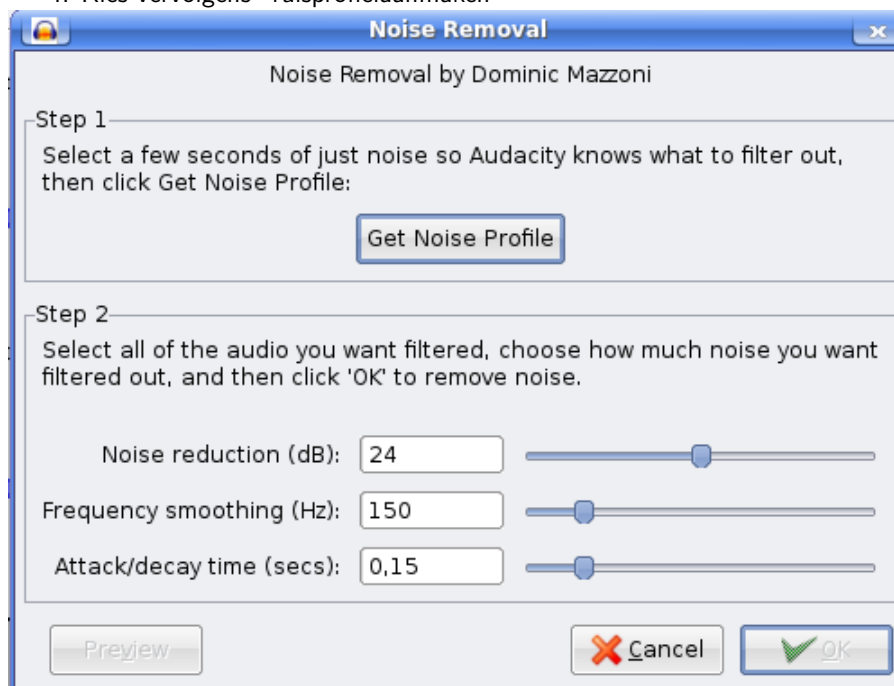 Noise Removal
Noise Removal by Dominic Mazzoni
Step 1
Select a few seconds of just noise so Audacity knows what to filter out,
then click Get Noise Profile:
Get Noise Profile
Step 2
Select all of the audio you want filtered, choose how much noise you want
filtered out, and then click 'OK' to remove noise.
Noise reduction (dB): 24
Frequency smoothing (Hz): 150
Attack/decay time (secs): 0,15
Preview Cancel OK